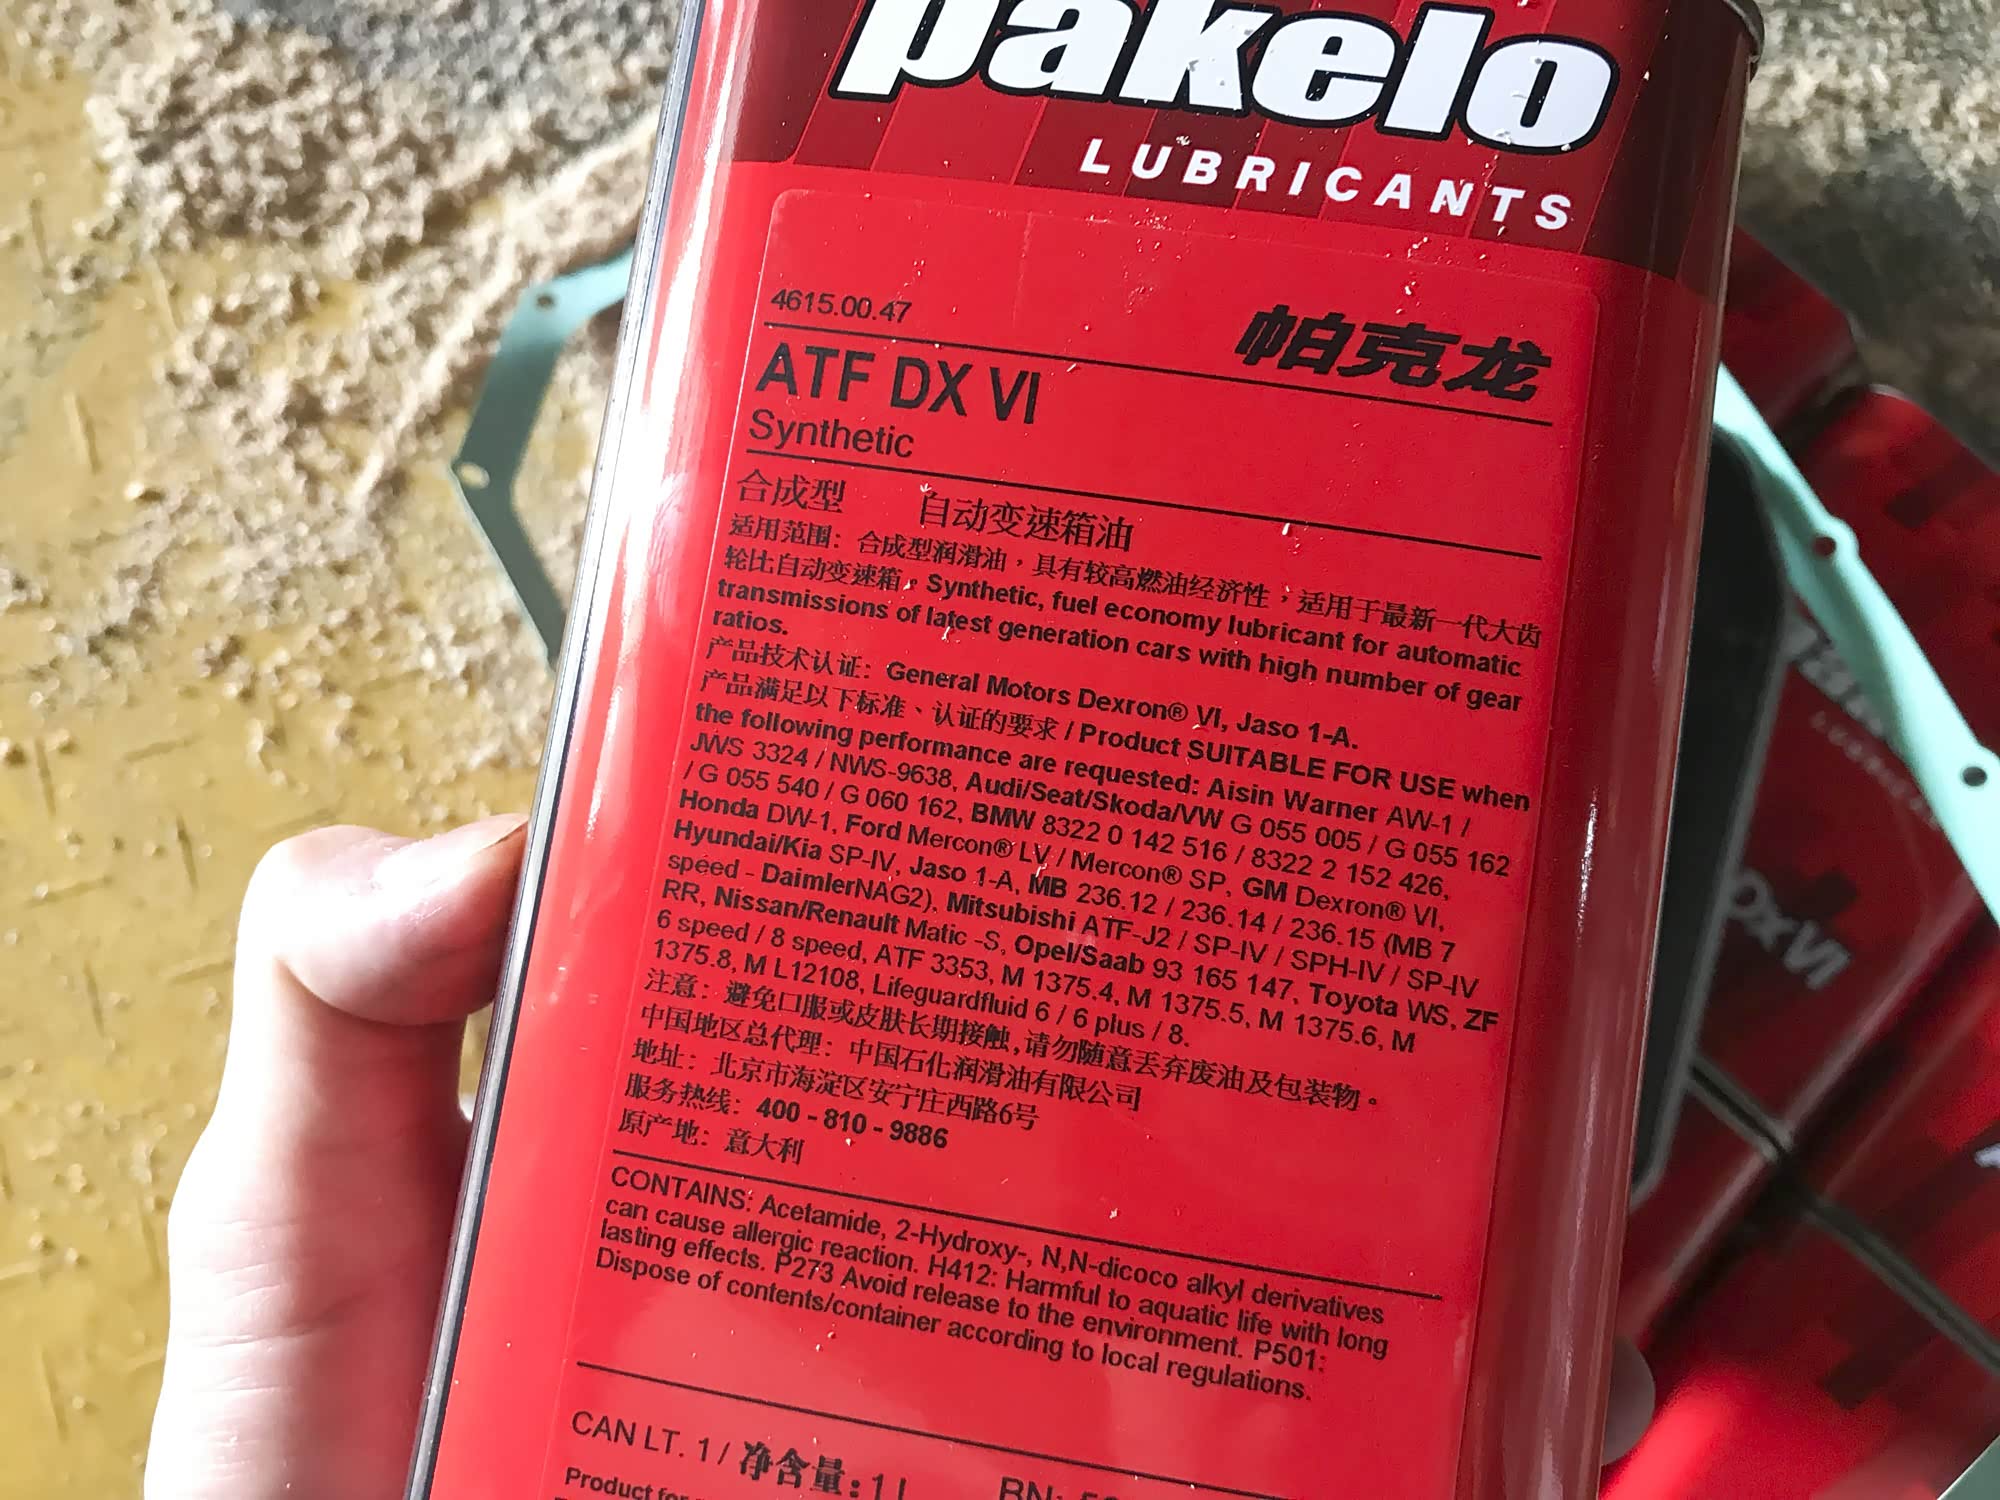 pakelo
LUBRICANTS
4615.00.47
帕克龙
ATF DX VI
Synthetic
合成型 自动变速箱油
适用范围：合成型润滑油，具有较高燃油经济性，适用于最新一代大齿
轮比自动变速箱。Synthetic, fuel economy lubricant for automatic
transmissions of latest generation cars with high number of gear
ratios.
产品技术认证：General Motors Dexron® VI, Jaso 1-A.
产品满足以下标准、认证的要求 / Product SUITABLE FOR USE when
the following performance are requested: Aisin Warner AW-1 /
JWS 3324 / NWS-9638, Audi/Seat/Skoda/VW G 055 005 / G 055 162
/ G 055 540 / G 060 162, BMW 8322 0 142 516 / 8322 2 152 426,
Honda DW-1, Ford Mercon® LV / Mercon® SP, GM Dexron® VI,
Hyundai/Kia SP-IV, Jaso 1-A, MB 236.12 / 236.14 / 236.15 (MB 7
speed - DaimlerNAG2), Mitsubishi ATF-J2 / SP-IV / SPH-IV / SP-IV
RR, Nissan/Renault Matic -S, Opel/Saab 93 165 147, Toyota WS, ZF
6 speed / 8 speed, ATF 3353, M 1375.4, M 1375.5, M 1375.6, M
1375.8, M L12108, Lifeguardfluid 6 / 6 plus / 8.
注意：避免口服或皮肤长期接触,请勿随意丢弃废油及包装物。
中国地区总代理：中国石化润滑油有限公司
地址：北京市海淀区安宁庄西路6号
服务热线：400 - 810 - 9886
原产地：意大利
CONTAINS: Acetamide, 2-Hydroxy-, N,N-dicoco alkyl derivatives
can cause allergic reaction. H412: Harmful to aquatic life with long
lasting effects. P273 Avoid release to the environment. P501:
Dispose of contents/container according to local regulations.
CAN LT. 1 / 净含量：1L BN:
Product for
LUBRICA
DX VI